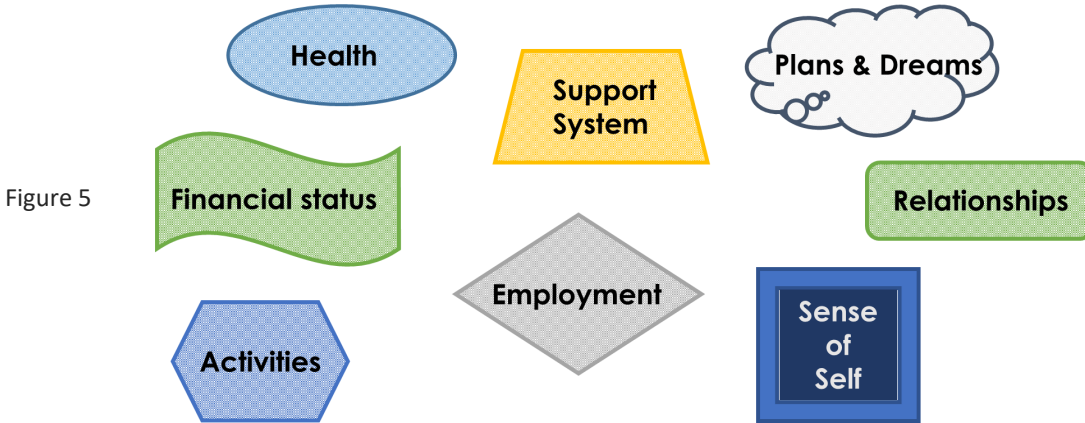 Health
Support
System
Plans & Dreams
Figure 5
Financial status
Relationships
Employment
Activities
Sense
of
Self